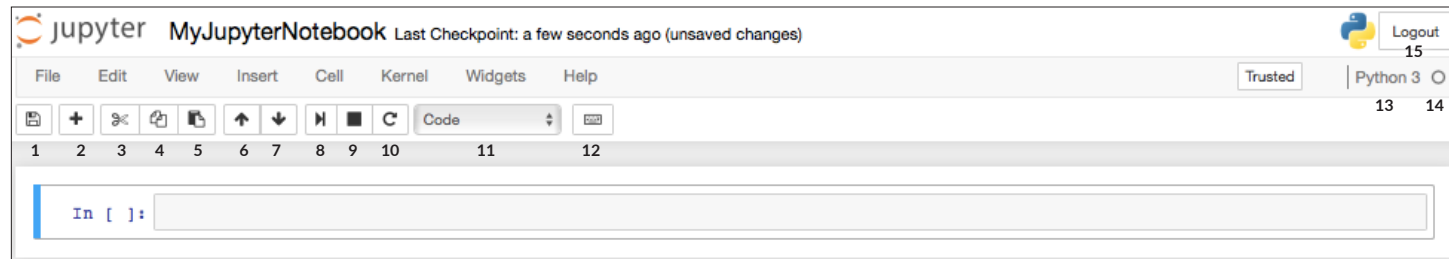 jupyter MyJupyterNotebook Last Checkpoint: a few seconds ago (unsaved changes) Logout
15
File Edit View Insert Cell Kernel Widgets Help Trusted Python 3
13 14
Code
1 2 3 4 5 6 7 8 9 10 11 12
In [ ]: